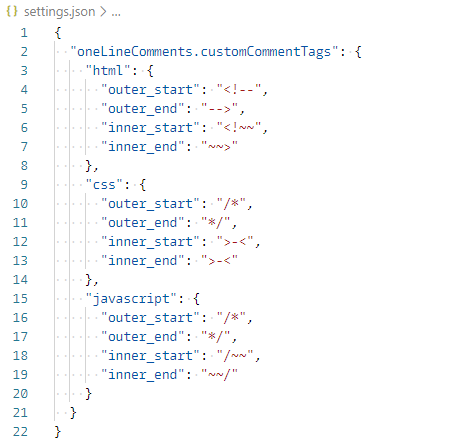 {} settings.json > ...
1 {
2   "oneLineComments.customCommentTags": {
3     "html": {
4       "outer_start": "<!--",
5       "outer_end": "-->",
6       "inner_start": "<!~~",
7       "inner_end": "~~>"
8     },
9     "css": {
10       "outer_start": "/*",
11       "outer_end": "*/",
12       "inner_start": ">-<",
13       "inner_end": ">-<"
14     },
15     "javascript": {
16       "outer_start": "/*",
17       "outer_end": "*/",
18       "inner_start": "/~~",
19       "inner_end": "~~/"
20     }
21   }
22 }